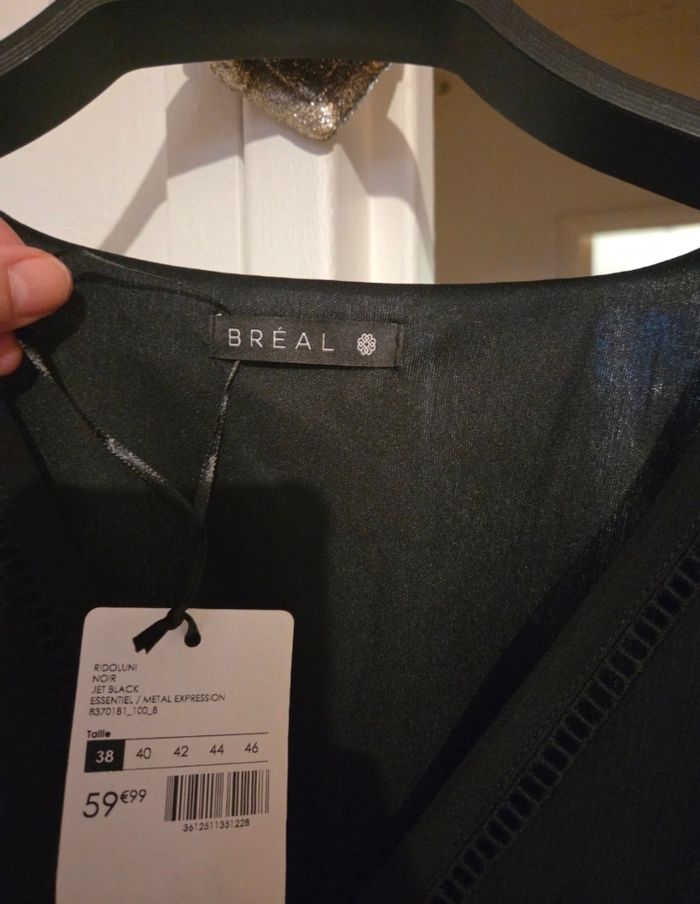 BRÉAL
RIDOLUNI
NOIR
JET BLACK
ESSENTIEL / METAL EXPRESSION
8370181_100_8
Taille
38 40 42 44 46
59€99
3612511351228